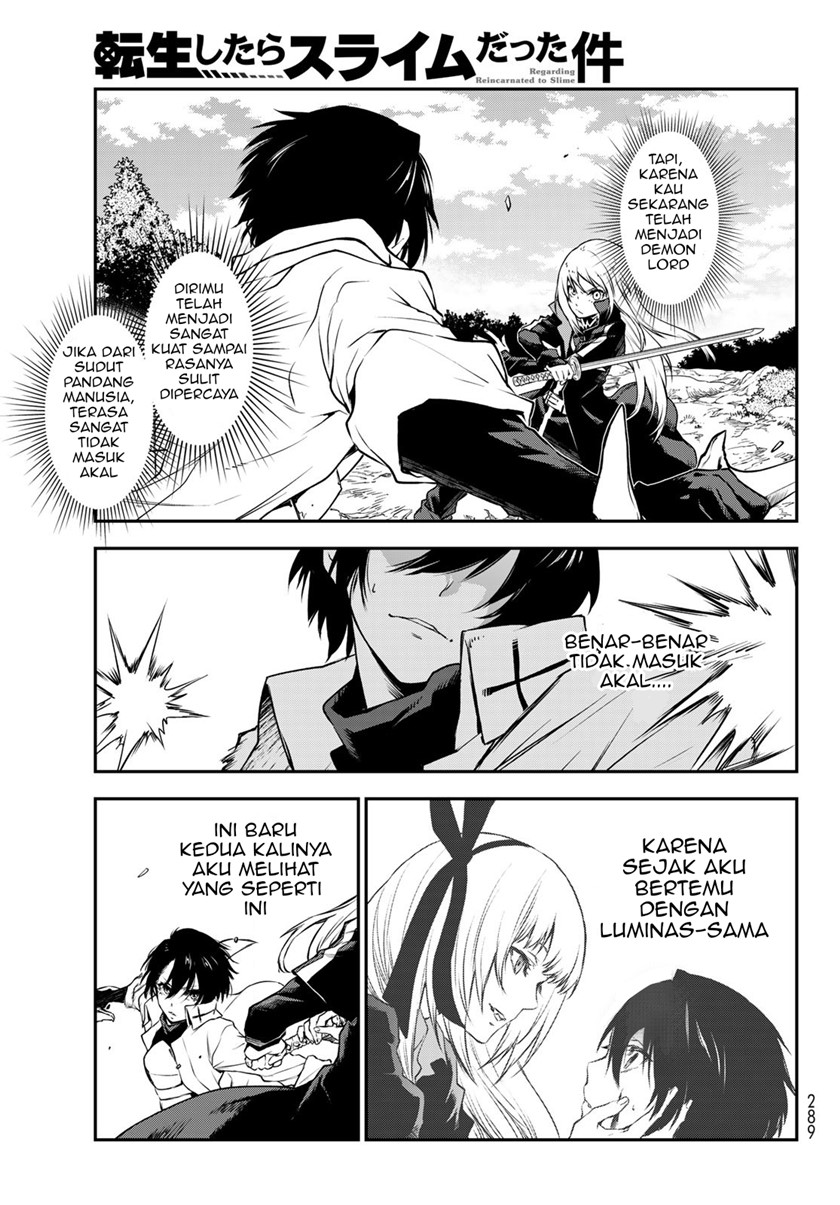 転生したらスライムだった件
Regarding
Reincarnated to Slime
TAPI,
KARENA
KAU
SEKARANG
TELAH
MENJADI
DEMON
LORD
DIRIMU
TELAH
MENJADI
SANGAT
KUAT SAMPAI
RASANYA
SULIT
DIPERCAYA
JIKA DARI
SUDUT
PANDANG
MANUSIA,
TERASA
SANGAT
TIDAK
MASUK
AKAL
BENAR-BENAR
TIDAK MASUK
AKAL....
KARENA
SEJAK AKU
BERTEMU
DENGAN
LUMINAS-SAMA
INI BARU
KEDUA KALINYA
AKU MELIHAT
YANG SEPERTI
INI
289